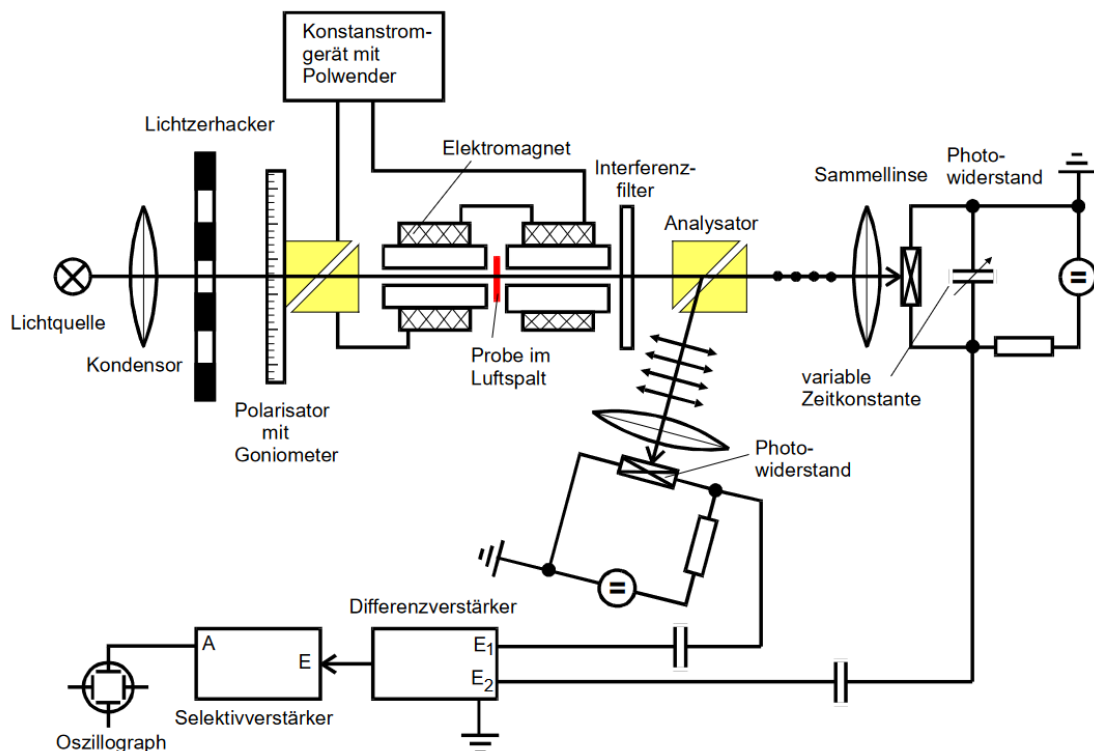 Konstanstrom-
gerät mit
Polwender
Lichtzerhacker
Elektromagnet
Interferenz-
filter
Analysator
Sammellinse
Photo-
widerstand
Lichtquelle
Kondensor
Polarisator
mit
Goniometer
Probe im
Luftspalt
variable
Zeitkonstante
Photo-
widerstand
Differenzverstärker
E1
E2
A
E
Selektivverstärker
Oszillograph